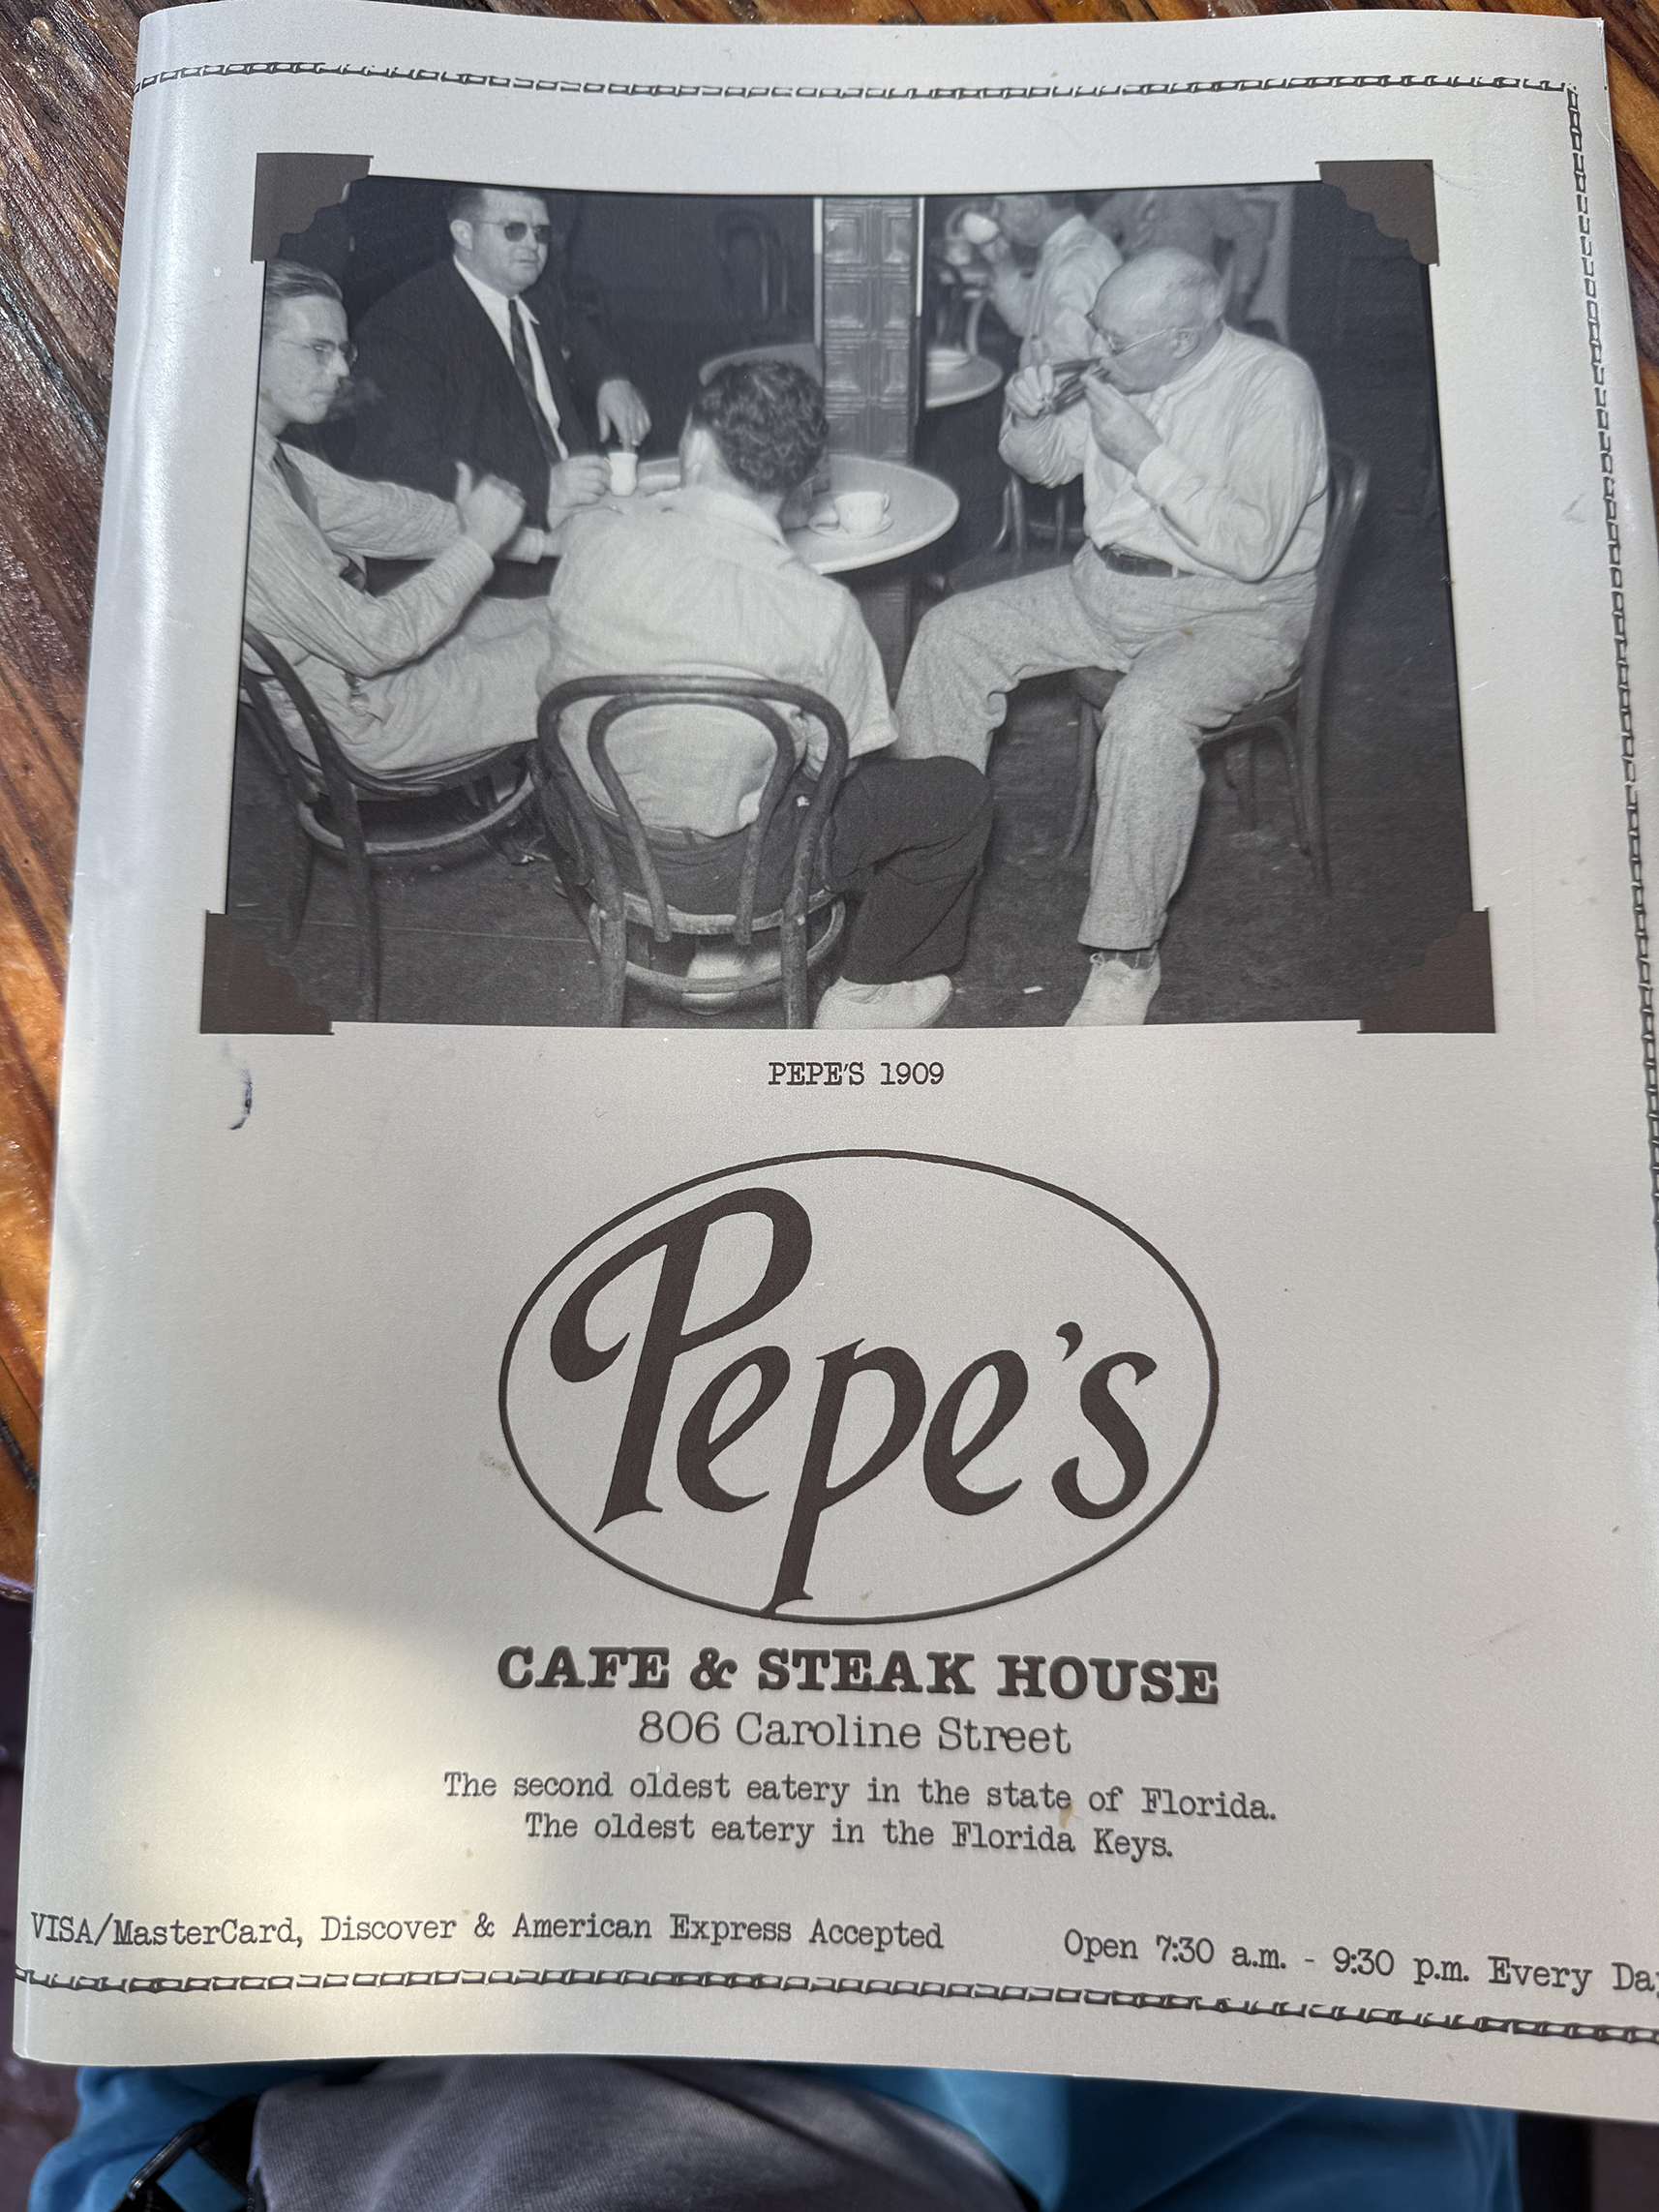 PEPE'S 1909
Pepe's
CAFE & STEAK HOUSE
806 Caroline Street
The second oldest eatery in the state of Florida.
The oldest eatery in the Florida Keys.
VISA/MasterCard, Discover & American Express Accepted
Open 7:30 a.m. - 9:30 p.m. Every Day